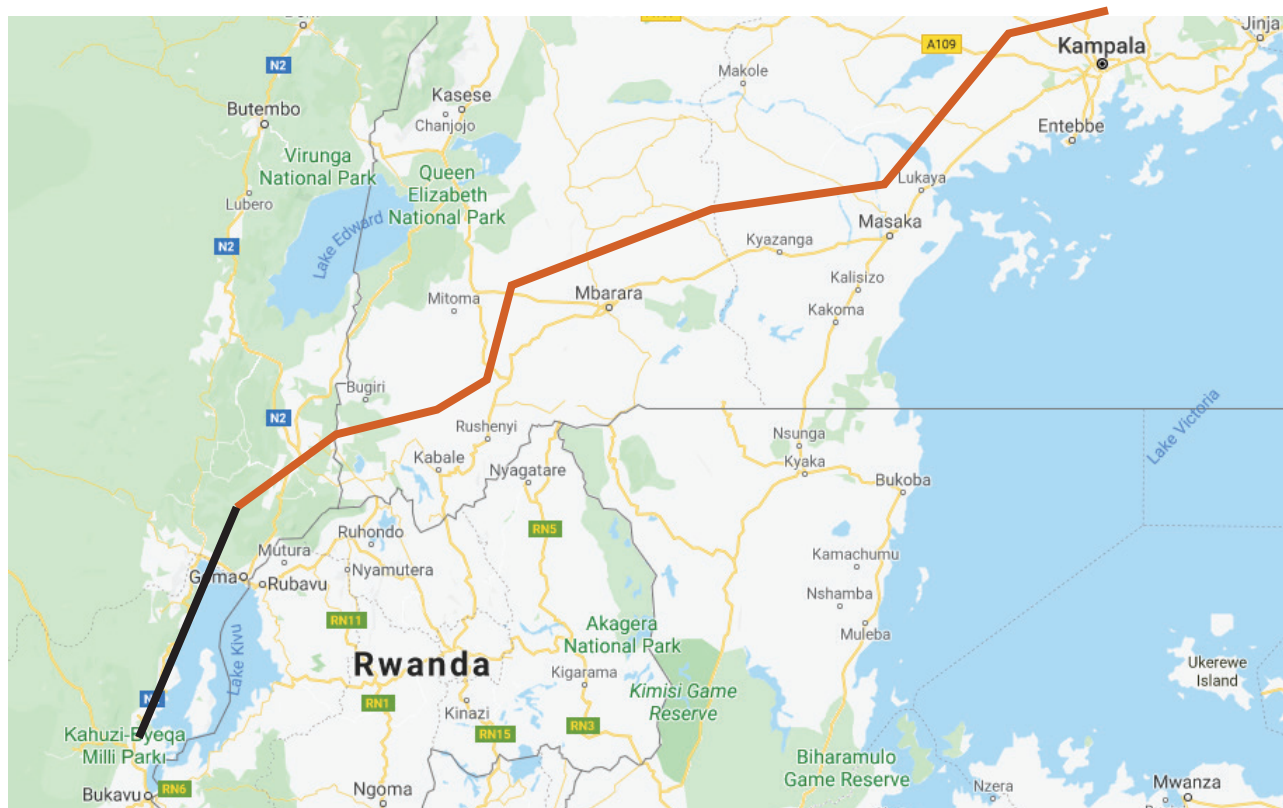 N2
Kampala
Jinja
A109
Makole
Kasese
Chanjojo
Butembo
Entebbe
Virunga
National Park
Queen
Elizabeth
National Park
Lukaya
Lubero
Lake Edward
Masaka
N2
Kyazanga
Kalisizo
Mitoma
Mbarara
Kakoma
Bugiri
N2
Lake Victoria
Rushenyi
Nsunga
Kabale
Nyagatare
Kyaka
Bukoba
Ruhondo
RN5
Mutura
Nyamutera
Kamachumu
Goma
Rubavu
Nshamba
RN11
Akagera
National Park
Muleba
Lake Kivu
Rwanda
Kigarama
Ukerewe
Island
Kimisi Game
Reserve
RN1
Kinazi
RN3
Kahuzi-Byeqa
Milli Parkı
RN15
Biharamulo
Game Reserve
Bukavu
RN6
Ngoma
Nzera
Mwanza